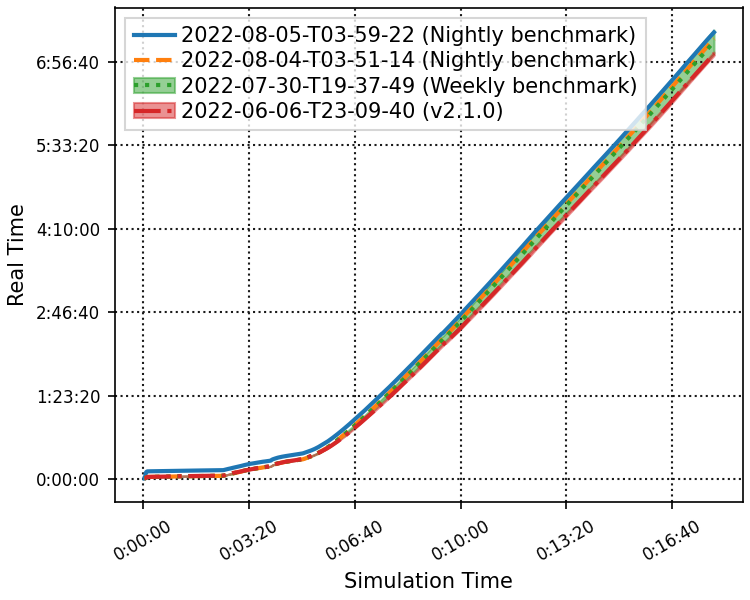 2022-08-05-T03-59-22 (Nightly benchmark)
2022-08-04-T03-51-14 (Nightly benchmark)
2022-07-30-T19-37-49 (Weekly benchmark)
2022-06-06-T23-09-40 (v2.1.0)
6:56:40
5:33:20
4:10:00
2:46:40
1:23:20
0:00:00
Real Time
0:00:00
0:03:20
0:06:40
0:10:00
0:13:20
0:16:40
Simulation Time